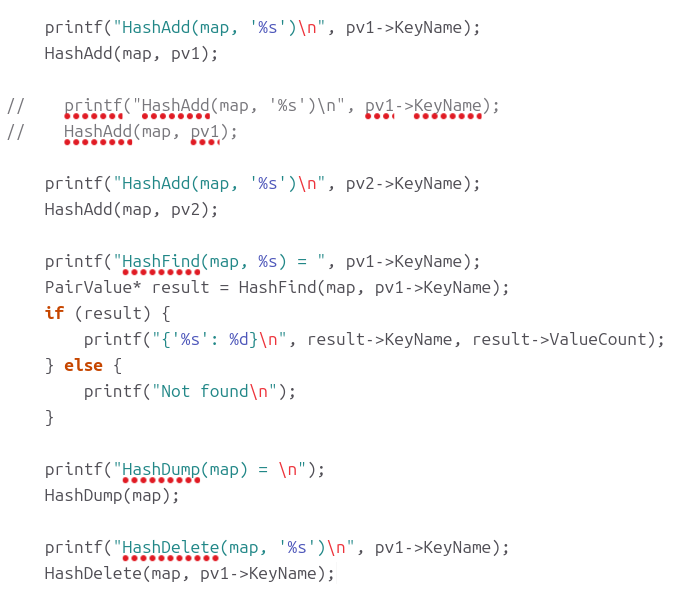 printf("HashAdd(map, '%s')\n", pv1->KeyName);
HashAdd(map, pv1);
//    printf("HashAdd(map, '%s')\n", pv1->KeyName);
//    HashAdd(map, pv1);
printf("HashAdd(map, '%s')\n", pv2->KeyName);
HashAdd(map, pv2);
printf("HashFind(map, %s) = ", pv1->KeyName);
PairValue* result = HashFind(map, pv1->KeyName);
if (result) {
    printf("{'%s': %d}\n", result->KeyName, result->ValueCount);
} else {
    printf("Not found\n");
}
printf("HashDump(map) = \n");
HashDump(map);
printf("HashDelete(map, '%s')\n", pv1->KeyName);
HashDelete(map, pv1->KeyName);